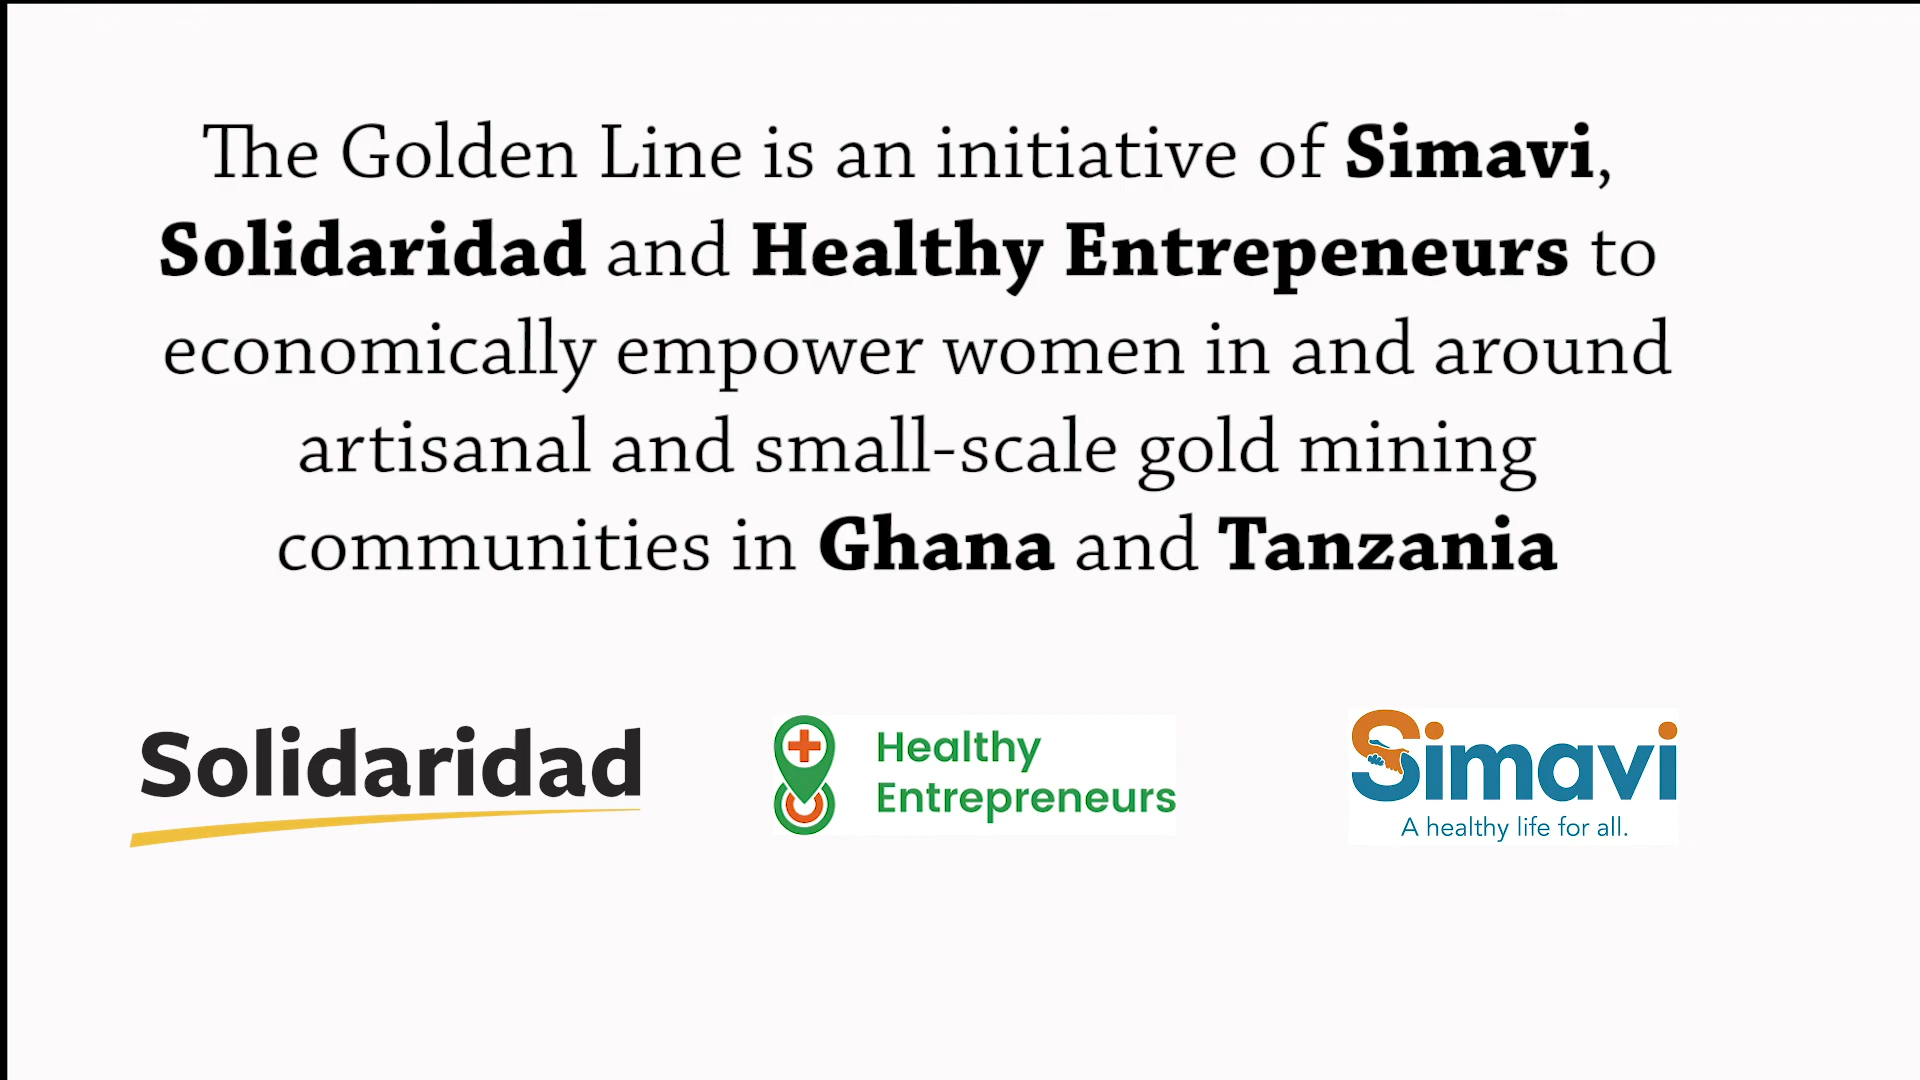 The Golden Line is an initiative of Simavi,
Solidaridad and Healthy Entrepeneurs to
economically empower women in and around
artisanal and small-scale gold mining
communities in Ghana and Tanzania
Solidaridad
Healthy
Entrepreneurs
Simavi
A healthy life for all.